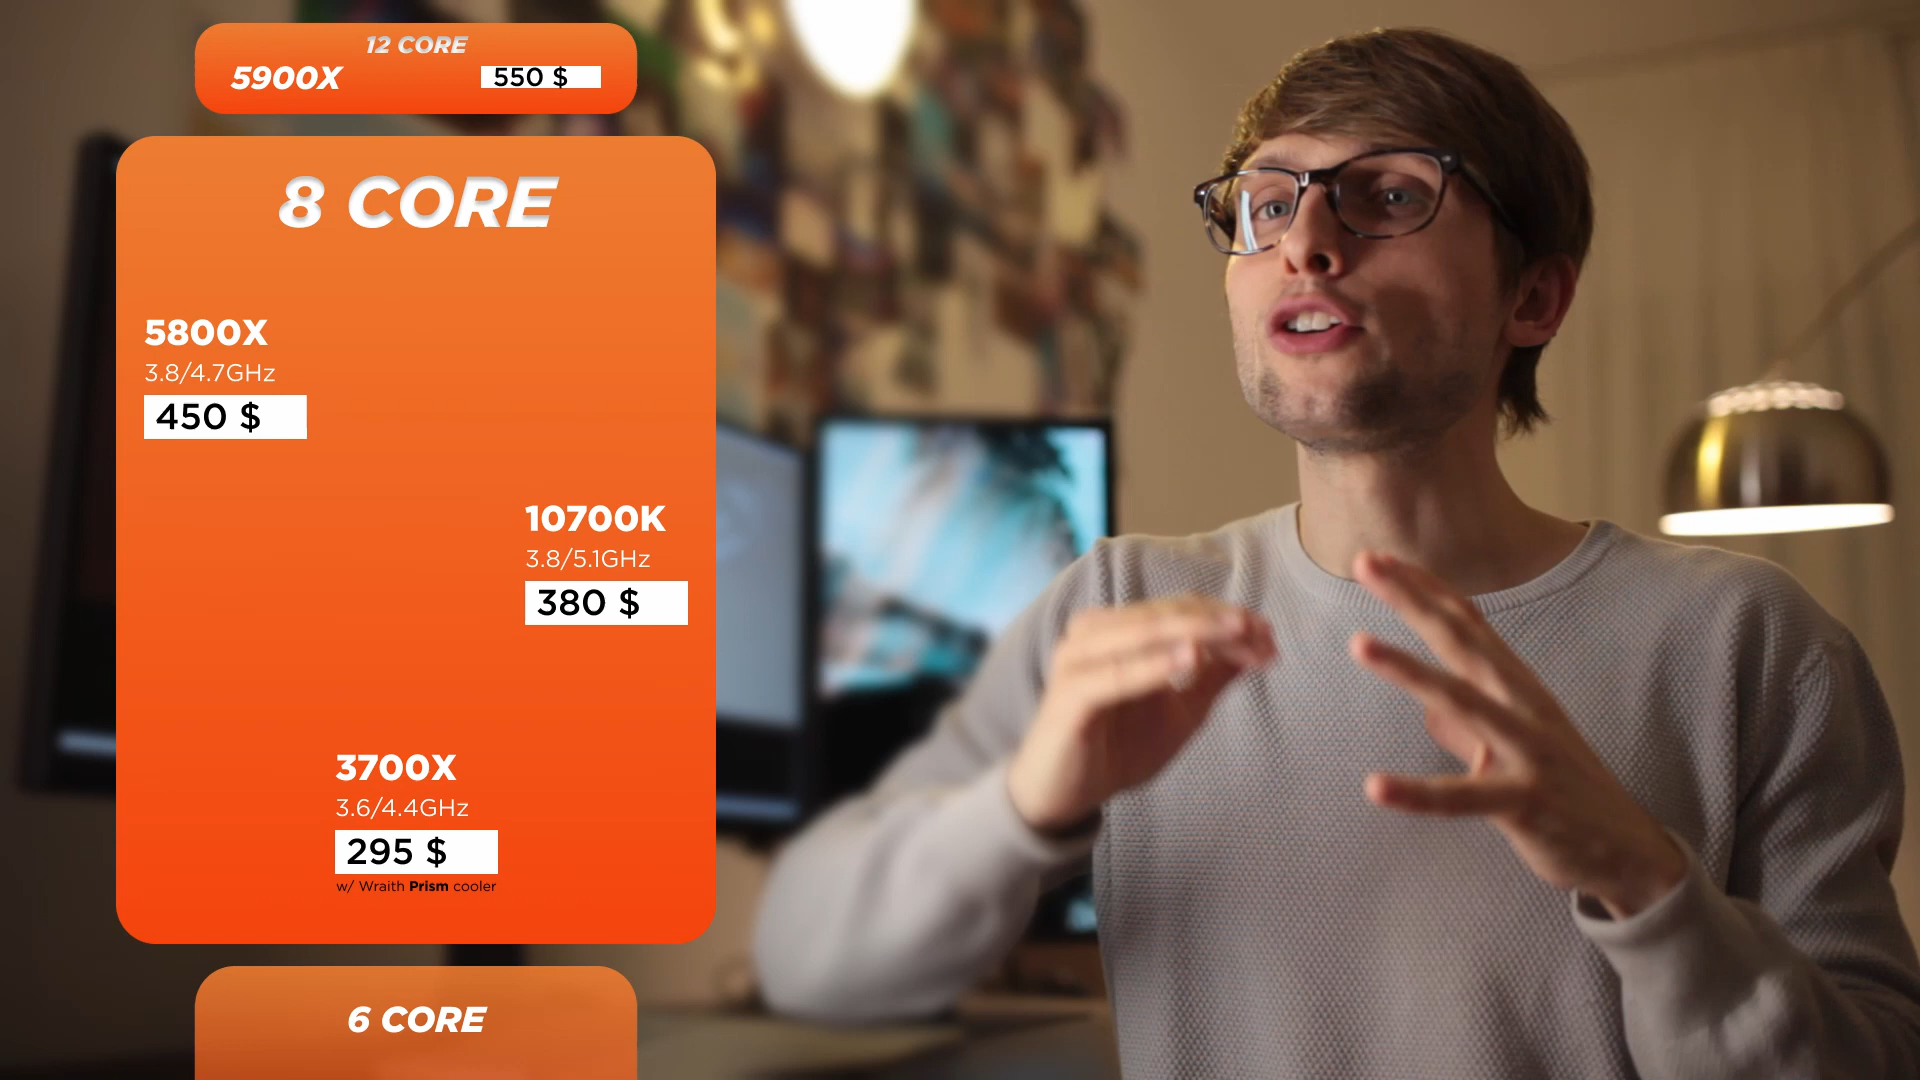 12 CORE
5900X
550 $
8 CORE
5800X
3.8/4.7GHz
450 $
10700K
3.8/5.1GHz
380 $
3700X
3.6/4.4GHz
295 $
w/ Wraith Prism cooler
6 CORE